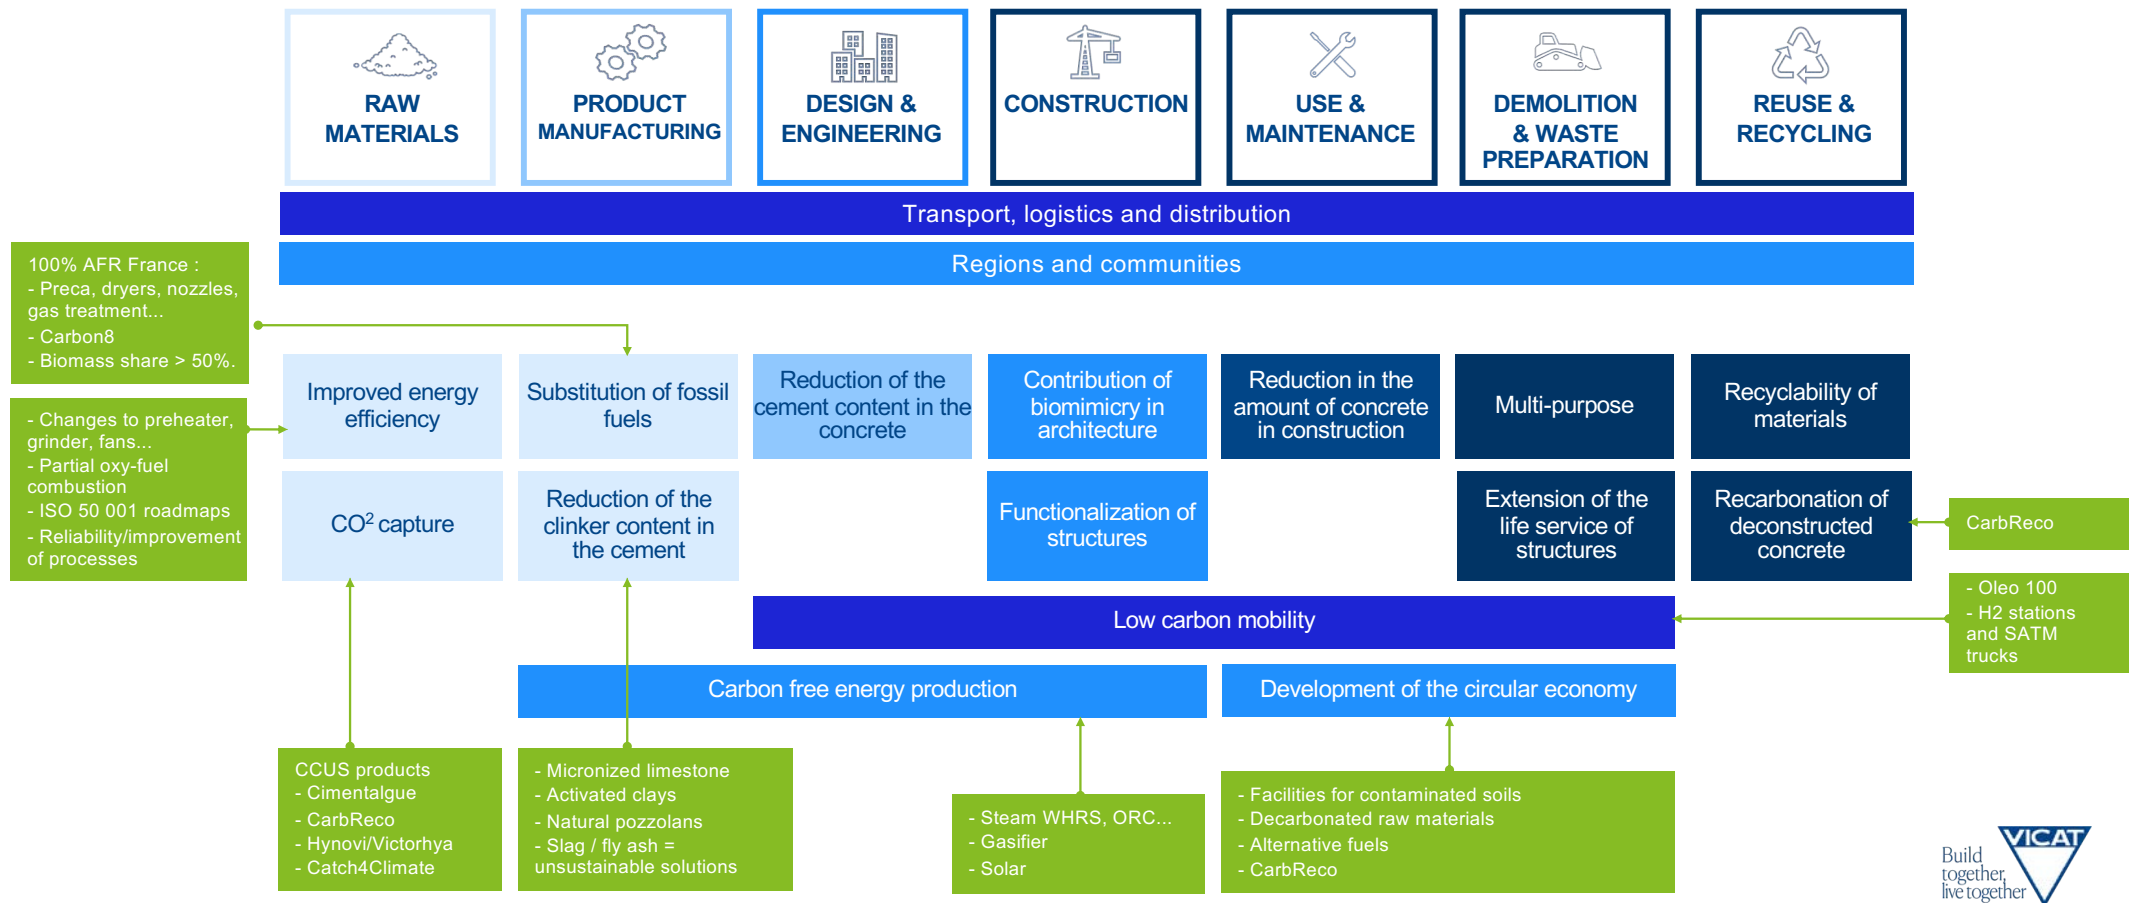 RAW
MATERIALS
PRODUCT
MANUFACTURING
DESIGN &
ENGINEERING
CONSTRUCTION
USE &
MAINTENANCE
DEMOLITION
& WASTE
PREPARATION
REUSE &
RECYCLING
Transport, logistics and distribution
Regions and communities
100% AFR France :
- Preca, dryers, nozzles,
gas treatment...
- Carbon8
- Biomass share > 50%.
- Changes to preheater,
grinder, fans...
- Partial oxy-fuel
combustion
- ISO 50 001 roadmaps
- Reliability/improvement
of processes
Improved energy
efficiency
Substitution of fossil
fuels
Reduction of the
cement content in the
concrete
Contribution of
biomimicry in
architecture
Reduction in the
amount of concrete
in construction
Multi-purpose
Recyclability of
materials
CO² capture
Reduction of the
clinker content in
the cement
Functionalization of
structures
Extension of the
life service of
structures
Recarbonation of
deconstructed
concrete
CarbReco
- Oleo 100
- H2 stations
and SATM
trucks
Low carbon mobility
Carbon free energy production
Development of the circular economy
CCUS products
- Cimentalgue
- CarbReco
- Hynovi/Victorhya
- Catch4Climate
- Micronized limestone
- Activated clays
- Natural pozzolans
- Slag / fly ash =
unsustainable solutions
- Steam WHRS, ORC...
- Gasifier
- Solar
- Facilities for contaminated soils
- Decarbonated raw materials
- Alternative fuels
- CarbReco
Build
together,
live together
VICAT